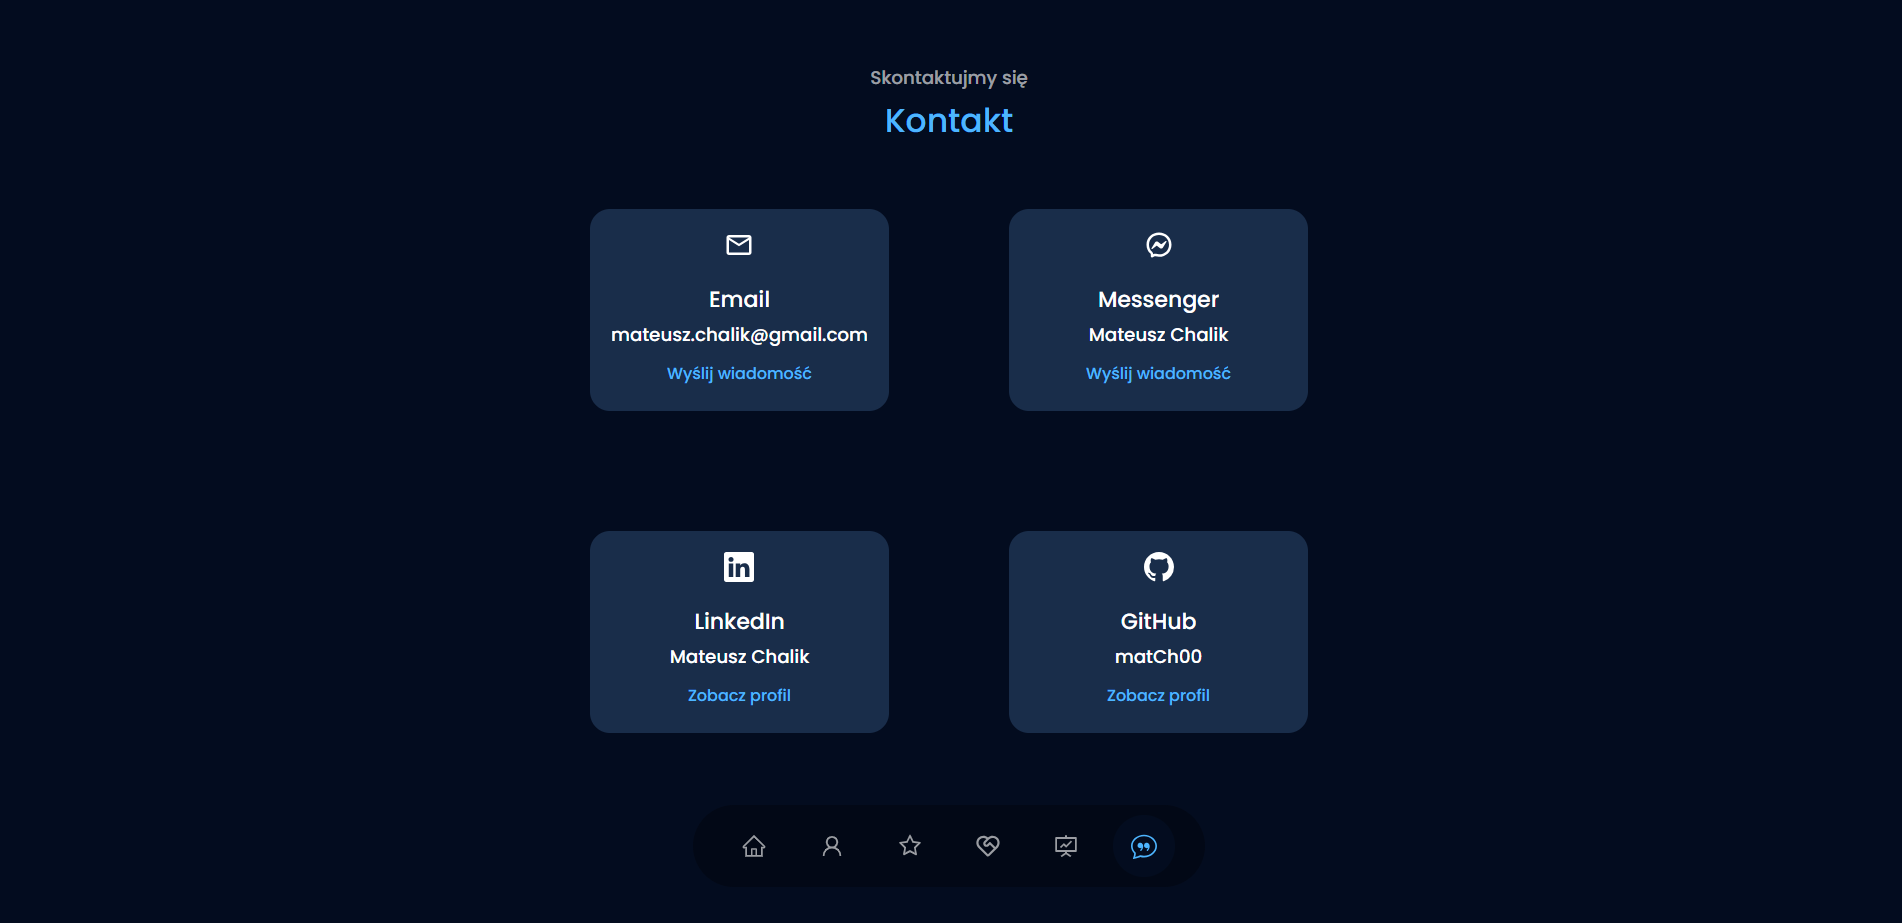 Skontaktujmy się
Kontakt
Email
mateusz.chalik@gmail.com
Wyślij wiadomość
Messenger
Mateusz Chalik
Wyślij wiadomość
LinkedIn
Mateusz Chalik
Zobacz profil
GitHub
matCh00
Zobacz profil